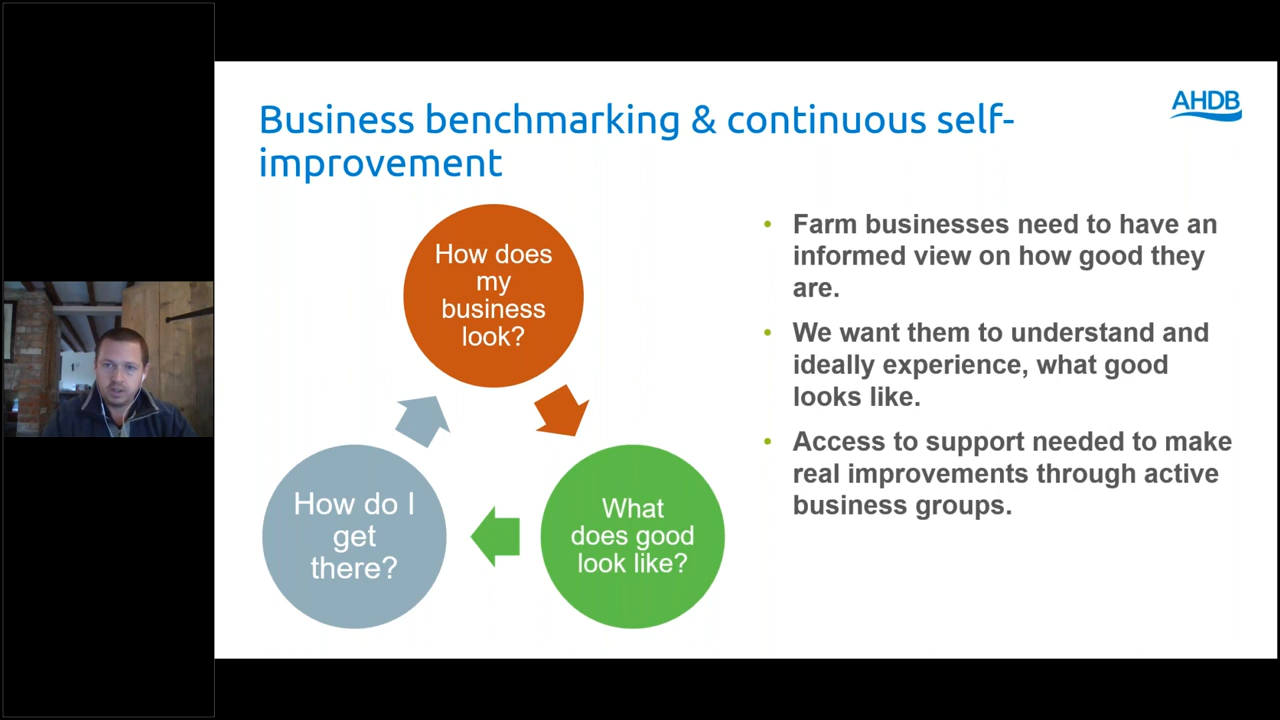 Business benchmarking & continuous self-
improvement
AHDB
How does
my
business
look?
What
does good
look like?
How do I
get
there?
• Farm businesses need to have an
informed view on how good they
are.
• We want them to understand and
ideally experience, what good
looks like.
• Access to support needed to make
real improvements through active
business groups.